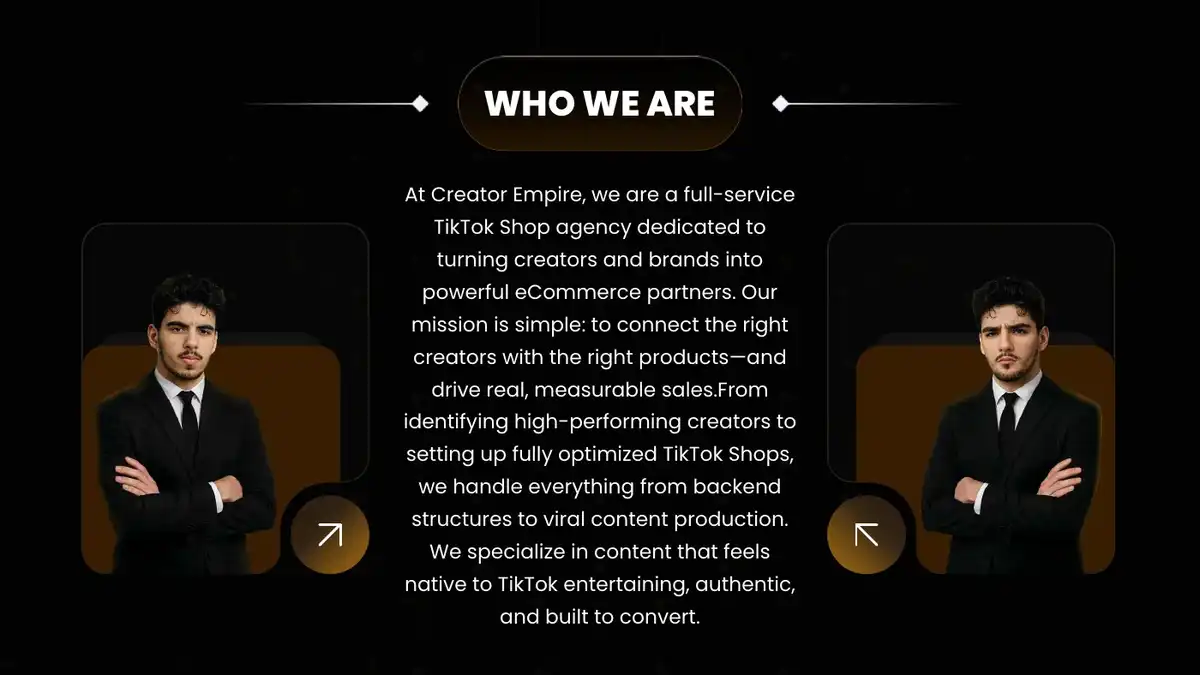 WHO WE ARE
At Creator Empire, we are a full-service
TikTok Shop agency dedicated to
turning creators and brands into
powerful eCommerce partners. Our
mission is simple: to connect the right
creators with the right products—and
drive real, measurable sales.From
identifying high-performing creators to
setting up fully optimized TikTok Shops,
we handle everything from backend
structures to viral content production.
We specialize in content that feels
native to TikTok entertaining, authentic,
and built to convert.